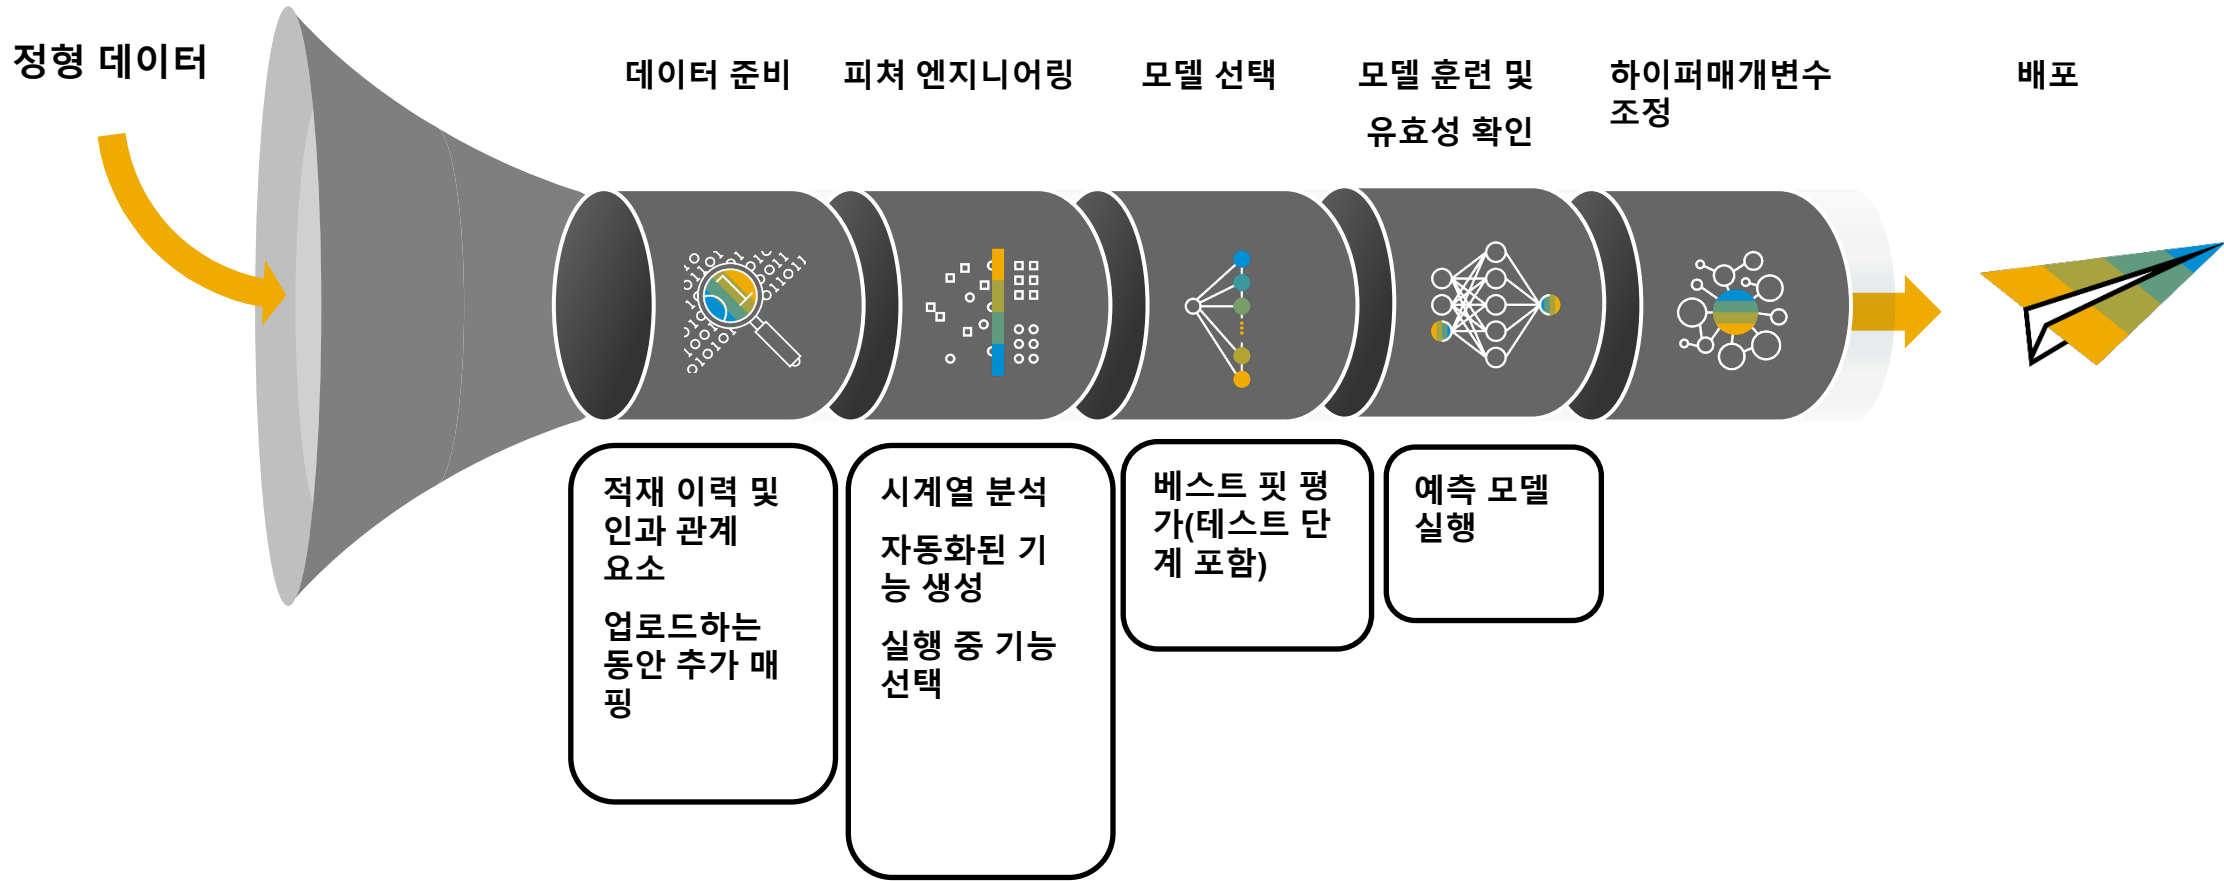 정형 데이터
데이터 준비
피쳐 엔지니어링
모델 선택
모델 훈련 및
유효성 확인
하이퍼매개변수
조정
배포
적재 이력 및
인과 관계
요소
업로드하는
동안 추가 매
핑
시계열 분석
자동화된 기
능 생성
실행 중 기능
선택
베스트 핏 평
가(테스트 단
계 포함)
예측 모델
실행